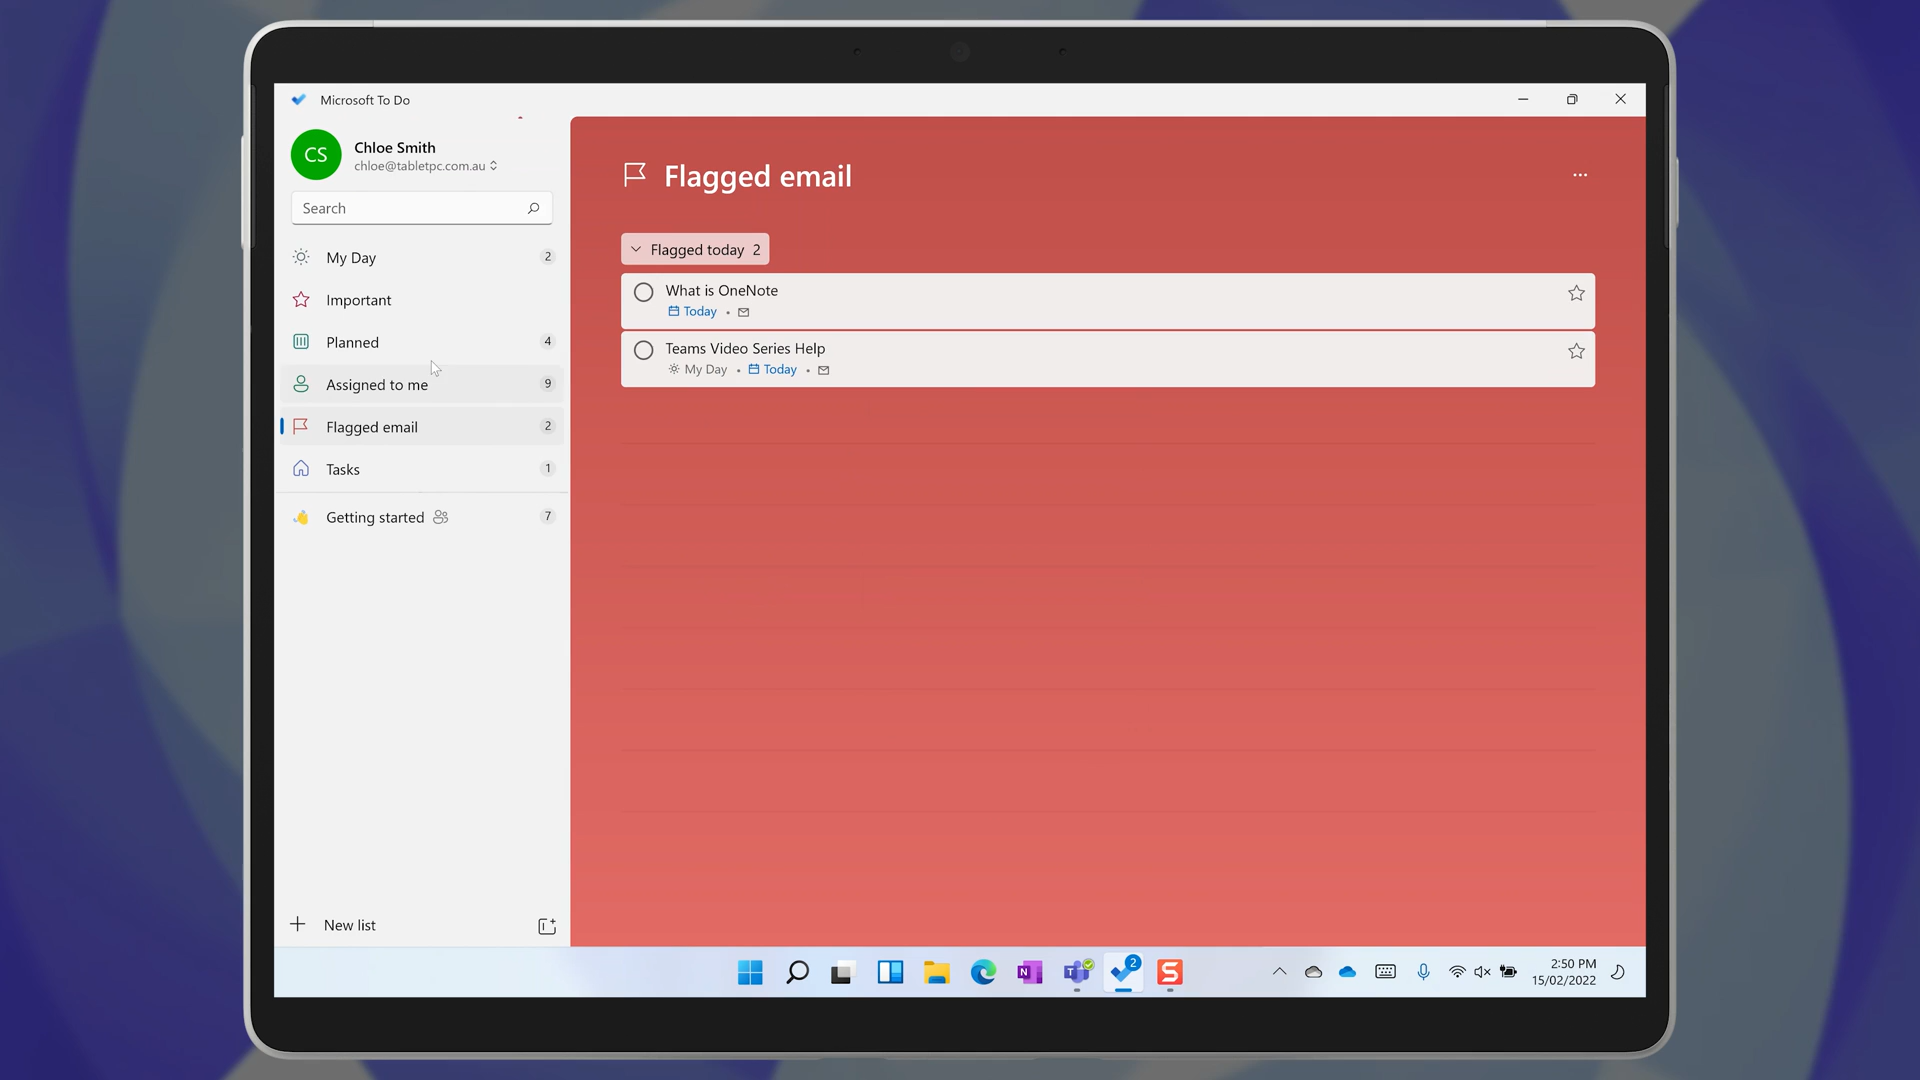 Microsoft To Do
CS
Chloe Smith
chloe@tabletpc.com.au
Search
My Day 2
Important
Planned 4
Assigned to me 9
Flagged email 2
Tasks 1
Getting started 7
New list
Flagged email
Flagged today 2
What is OneNote
Today
Teams Video Series Help
My Day • Today
N
T
2
S
2:50 PM
15/02/2022